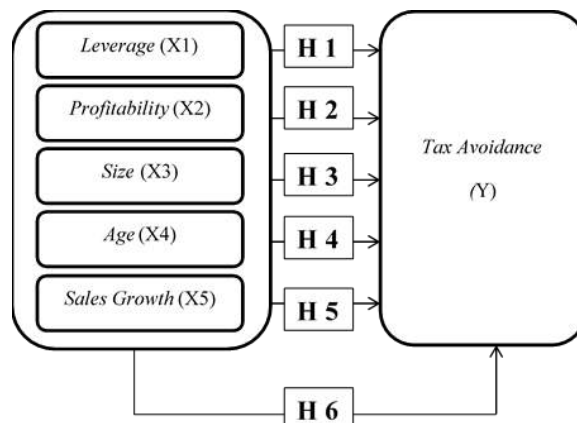 Leverage (X1)
H 1
Profitability (X2)
H 2
Size (X3)
H 3
Age (X4)
H 4
Sales Growth (X5)
H 5
Tax Avoidance
(Y)
H 6